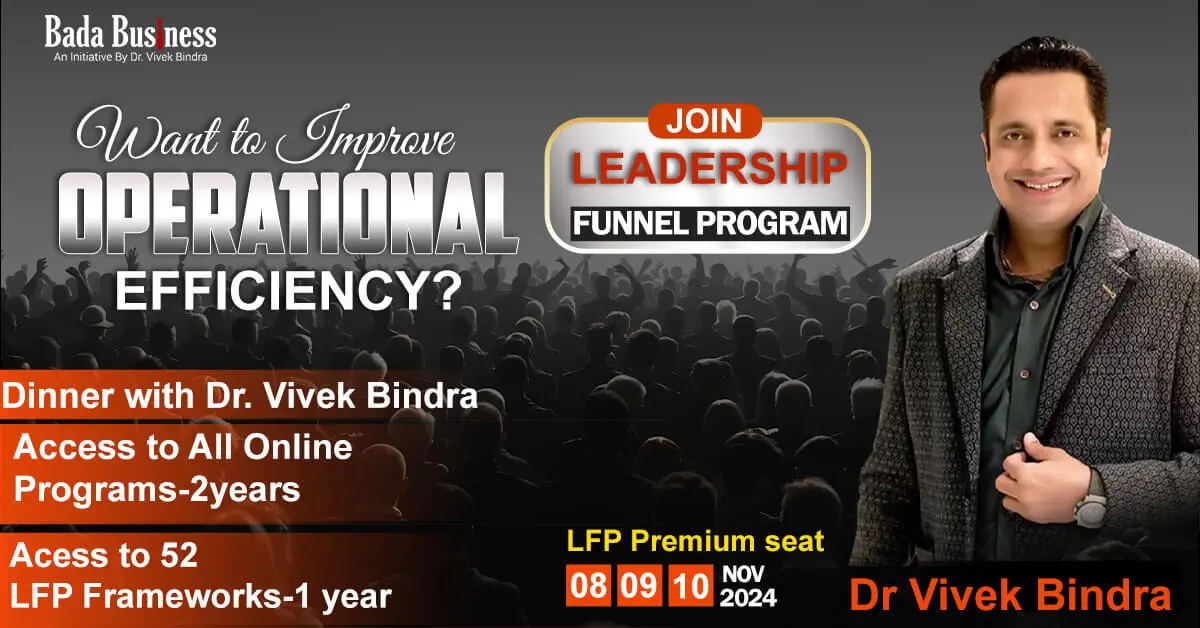 Bada Business
An Initiative By Dr. Vivek Bindra
Want to Improve
OPERATIONAL
EFFICIENCY?
JOIN
LEADERSHIP
FUNNEL PROGRAM
Dinner with Dr. Vivek Bindra
Access to All Online
Programs-2years
Acess to 52
LFP Frameworks-1 year
LFP Premium seat
08 09 10 NOV
2024
Dr Vivek Bindra